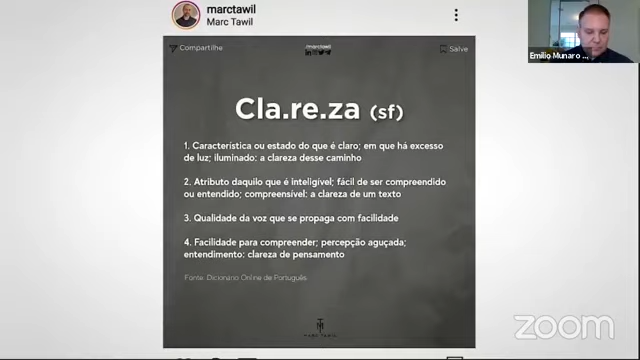 marctawil
Marc Tawil
Compartilhe
/marctawil
Salve
Cla.re.za (sf)
1. Característica ou estado do que é claro; em que há excesso
de luz; iluminado: a clareza desse caminho
2. Atributo daquilo que é inteligível; fácil de ser compreendido
ou entendido; compreensível: a clareza de um texto
3. Qualidade da voz que se propaga com facilidade
4. Facilidade para compreender; percepção aguçada;
entendimento: clareza de pensamento
Fonte: Dicionário Online de Português
MARC TAWIL
Emilio Munaro
zoom